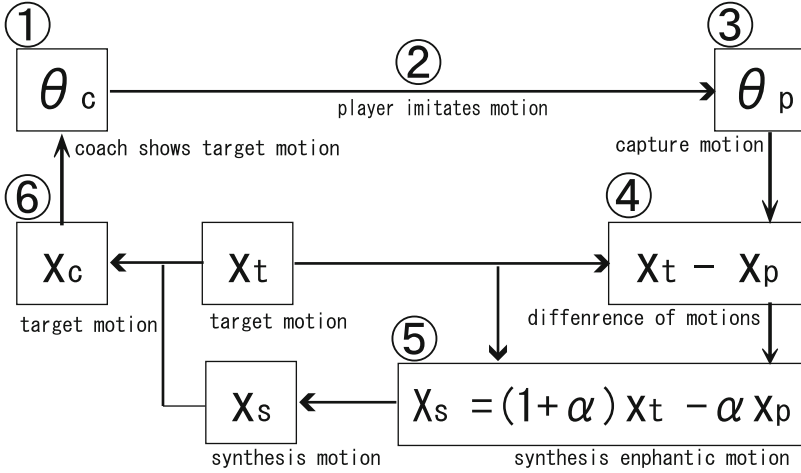 ①
②
③
θc
θp
player imitates motion
coach shows target motion
capture motion
⑥
④
xc
xt
xt - xp
target motion
target motion
diffenrence of motions
⑤
xs
Xs =(1+α)xt -αxp
synthesis motion
synthesis enphantic motion